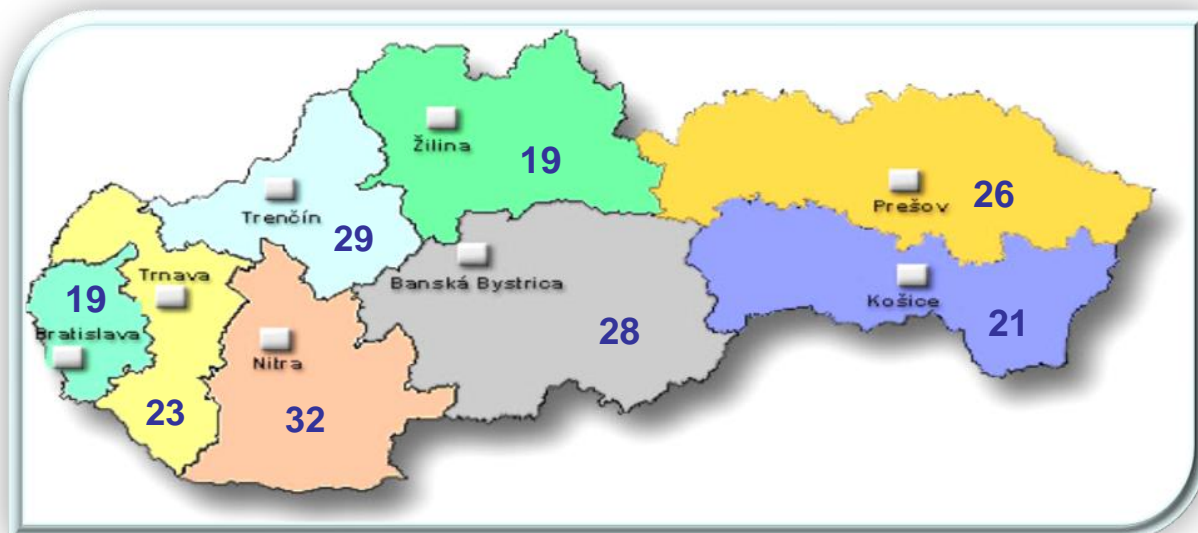 Žilina
19
Trenčín
29
Prešov
26
Trnava
19
Bratislava
Banská Bystrica
28
Košice
21
Nitra
23
32